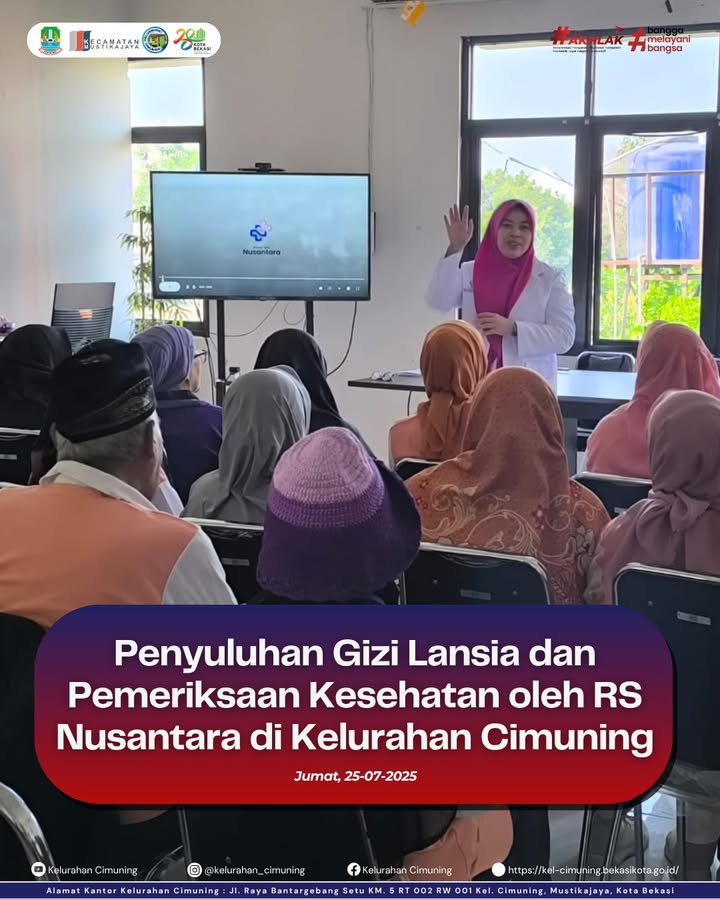 KECAMATAN
MUSTIKAJAYA
28
KOTA
BEKASI
#AKHLAK
#bangga
melayani
bangsa
Nusantara
Penyuluhan Gizi Lansia dan
Pemeriksaan Kesehatan oleh RS
Nusantara di Kelurahan Cimuning
Jumat, 25-07-2025
Kelurahan Cimuning
@kelurahan_cimuning
Kelurahan Cimuning
https://kel-cimuning.bekasikota.go.id/
Alamat Kantor Kelurahan Cimuning : Jl. Raya Bantargebang Setu KM. 5 RT 002 RW 001 Kel. Cimuning, Mustikajaya, Kota Bekasi